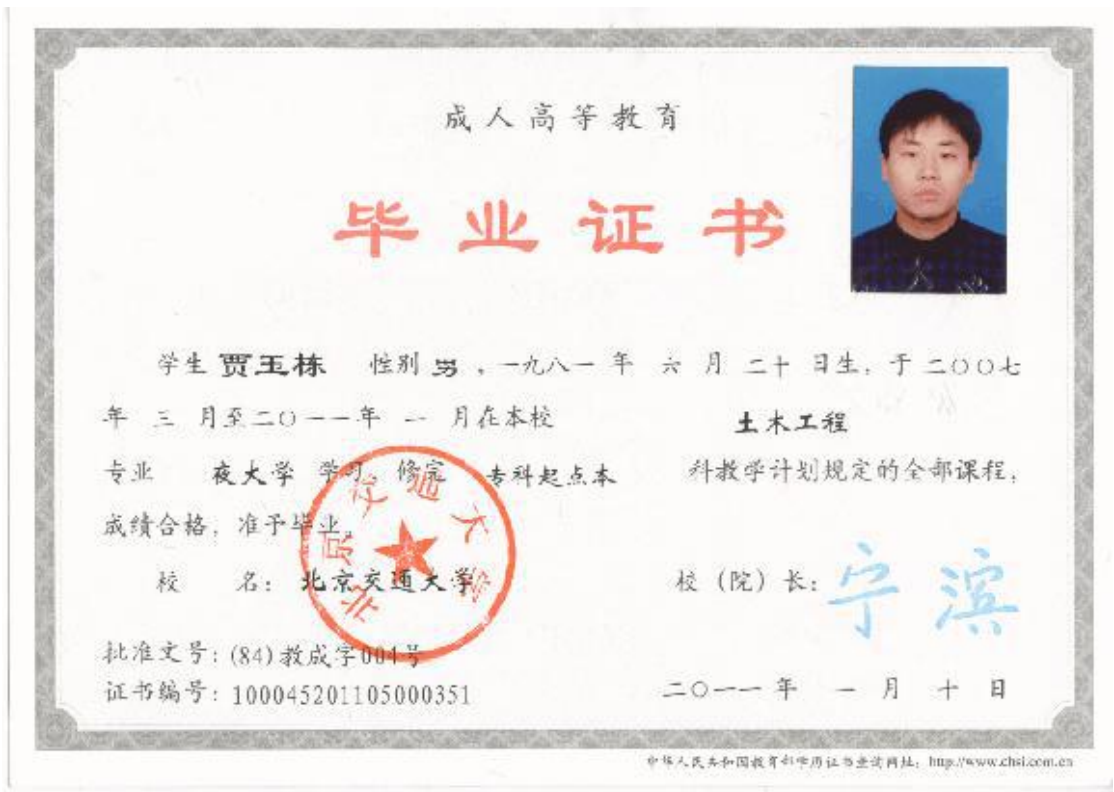 成人高等教育
毕业证书
学生 贾玉栋 性别 男 ，一九八一 年 六 月 二十 日生，于 二〇〇七
年 三 月至二〇一一年 一 月在本校 土木工程
专业 夜大学 学习，修完 专科起点本 科教学计划规定的全部课程，
成绩合格，准予毕业。
校 名：北京交通大学 校（院）长：宁滨
北京交通大学
批准文号：(84)教成字004号
证书编号：100045201105000351 二〇一一 年 一 月 十 日
中华人民共和国教育部学历证书查询网址：http://www.chsi.com.cn